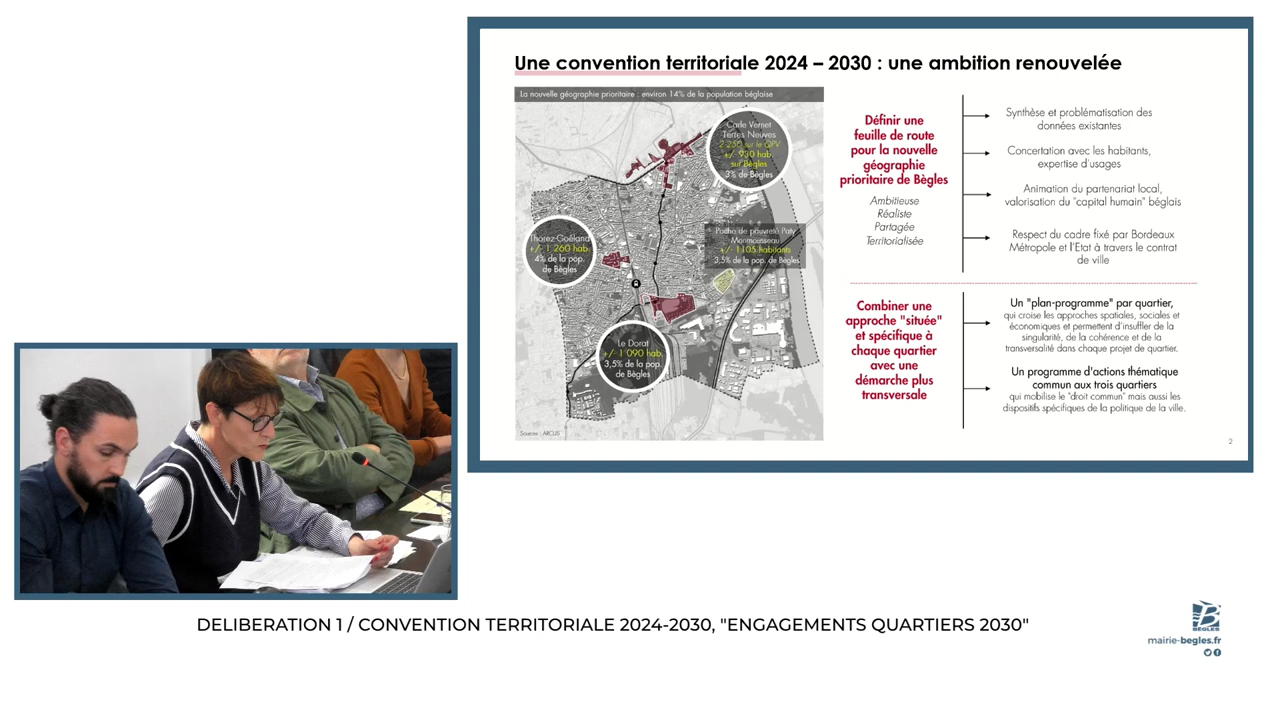 Une convention territoriale 2024 – 2030 : une ambition renouvelée
La nouvelle géographie prioritaire : environ 14% de la population béglaise
Carle Vernet
Terres Neuves
2 250 sur le QPV
+/- 930 hab.
sur Bègles
3% de Bègles
Thorez-Goéland
+/- 1 260 hab
4% de la pop.
de Bègles
Poche de pauvreté Paty
Monmousseau
+/- 1105 habitants
3,5% de la pop. de Bègles
Le Dorat
+/- 1 090 hab.
3,5% de la pop.
de Bègles
Sources : ARCUS
Définir une
feuille de route
pour la nouvelle
géographie
prioritaire de Bègles
Ambitieuse
Réaliste
Partagée
Territorialisée
Synthèse et problématisation des
données existantes
Concertation avec les habitants,
expertise d'usages
Animation du partenariat local,
valorisation du "capital humain" béglais
Respect du cadre fixé par Bordeaux
Métropole et l'Etat à travers le contrat
de ville
Combiner une
approche "située"
et spécifique à
chaque quartier
avec une
démarche plus
transversale
Un "plan-programme" par quartier,
qui croise les approches spatiales, sociales et
économiques et permettent d'insuffler de la
singularité, de la cohérence et de la
transversalité dans chaque projet de quartier.
Un programme d'actions thématique
commun aux trois quartiers
qui mobilise le "droit commun" mais aussi les
dispositifs spécifiques de la politique de la ville.
2
DELIBERATION 1 / CONVENTION TERRITORIALE 2024-2030, "ENGAGEMENTS QUARTIERS 2030"
B
BÈGLES
mairie-begles.fr